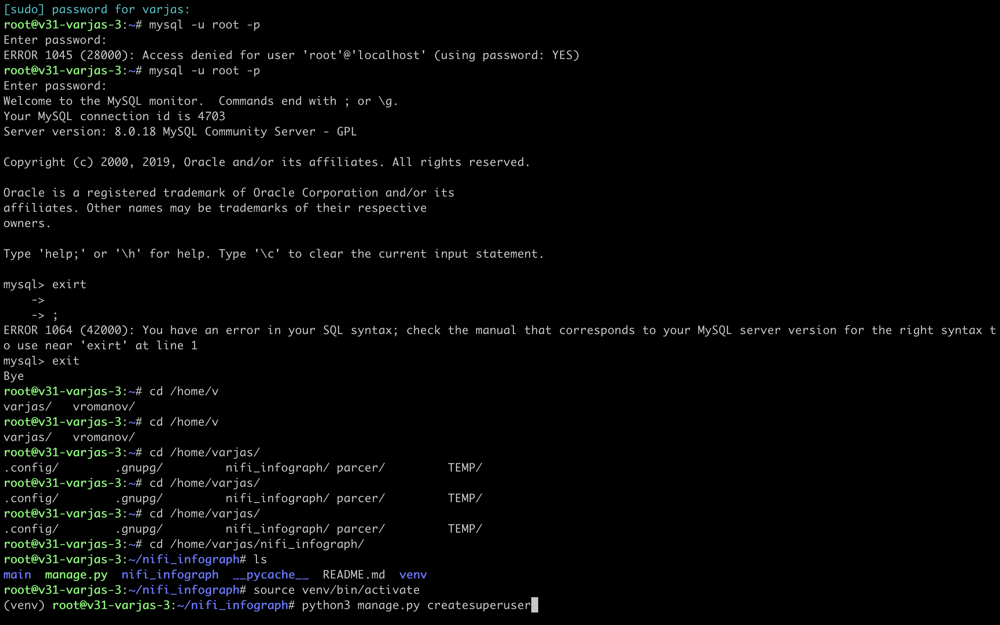 [sudo] password for varjas:
root@v31-varjas-3:~# mysql -u root -p
Enter password:
ERROR 1045 (28000): Access denied for user 'root'@'localhost' (using password: YES)
root@v31-varjas-3:~# mysql -u root -p
Enter password:
Welcome to the MySQL monitor.  Commands end with ; or \g.
Your MySQL connection id is 4703
Server version: 8.0.18 MySQL Community Server - GPL

Copyright (c) 2000, 2019, Oracle and/or its affiliates. All rights reserved.

Oracle is a registered trademark of Oracle Corporation and/or its
affiliates. Other names may be trademarks of their respective
owners.

Type 'help;' or '\h' for help. Type '\c' to clear the current input statement.

mysql> exirt
    ->
    -> ;
ERROR 1064 (42000): You have an error in your SQL syntax; check the manual that corresponds to your MySQL server version for the right syntax t
o use near 'exirt' at line 1
mysql> exit
Bye
root@v31-varjas-3:~# cd /home/v
varjas/   vromanov/
root@v31-varjas-3:~# cd /home/v
varjas/   vromanov/
root@v31-varjas-3:~# cd /home/varjas/
.config/        .gnupg/         nifi_infograph/ parcer/         TEMP/
root@v31-varjas-3:~# cd /home/varjas/
.config/        .gnupg/         nifi_infograph/ parcer/         TEMP/
root@v31-varjas-3:~# cd /home/varjas/
.config/        .gnupg/         nifi_infograph/ parcer/         TEMP/
root@v31-varjas-3:~# cd /home/varjas/nifi_infograph/
root@v31-varjas-3:~/nifi_infograph# ls
main  manage.py  nifi_infograph  __pycache__  README.md  venv
root@v31-varjas-3:~/nifi_infograph# source venv/bin/activate
(venv) root@v31-varjas-3:~/nifi_infograph# python3 manage.py createsuperuser